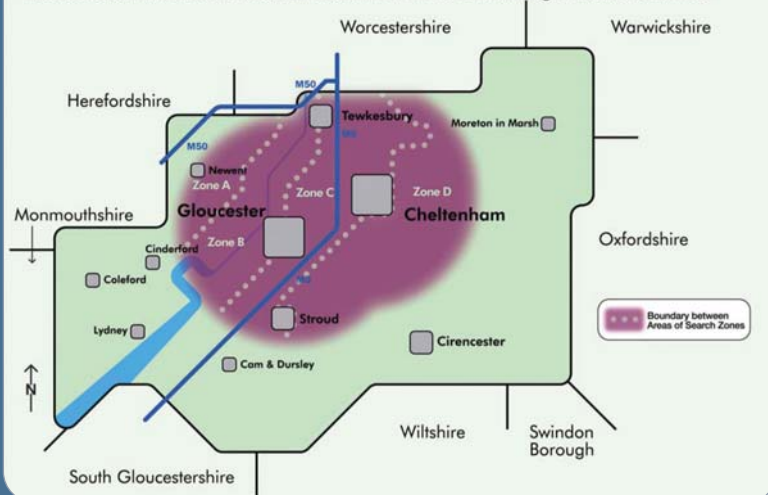 Worcestershire
Warwickshire
M50
Herefordshire
Tewkesbury
Moreton in Marsh
M5
M50
Newent
Zone A
Zone C
Zone D
Monmouthshire
Gloucester
Cheltenham
Zone B
Oxfordshire
Cinderford
Coleford
M5
Boundary between
Areas of Search Zones
Lydney
Stroud
Cirencester
Cam & Dursley
N
Wiltshire
Swindon
Borough
South Gloucestershire